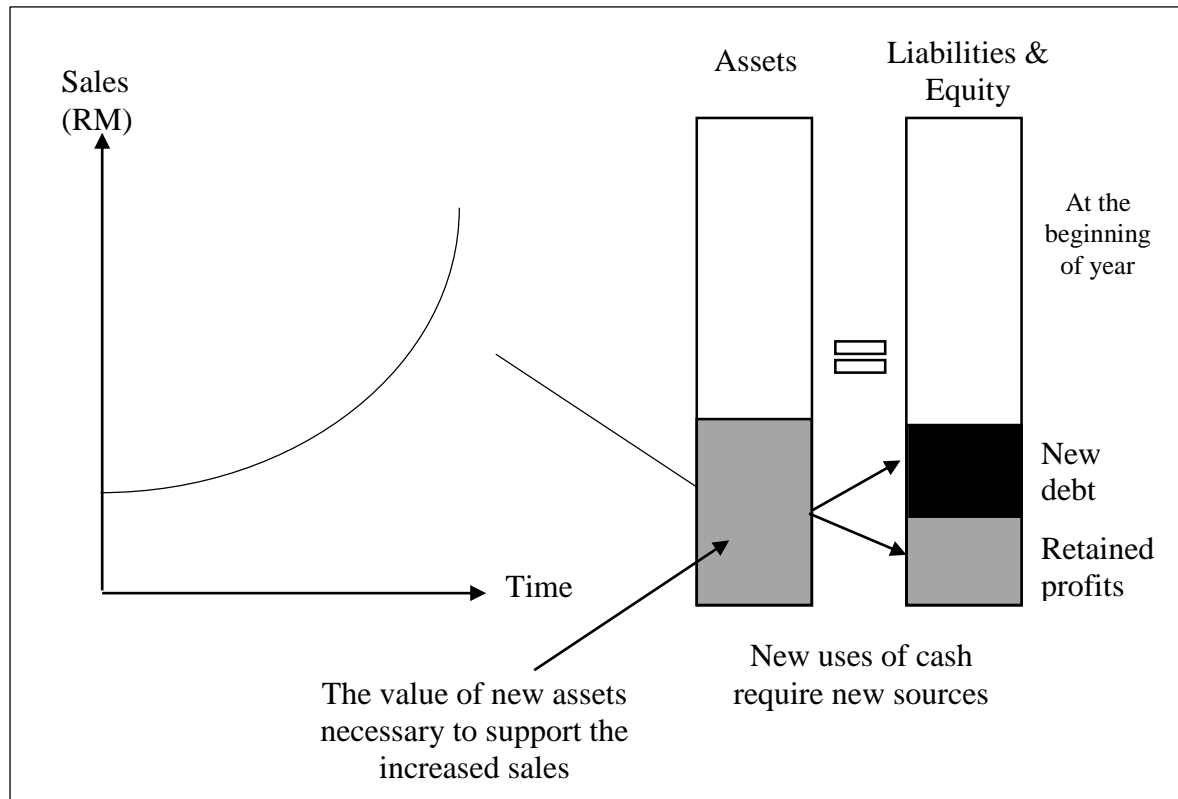 Sales
(RM)
Assets
Liabilities &
Equity
At the
beginning
of year
New
debt
Retained
profits
Time
New uses of cash
require new sources
The value of new assets
necessary to support the
increased sales